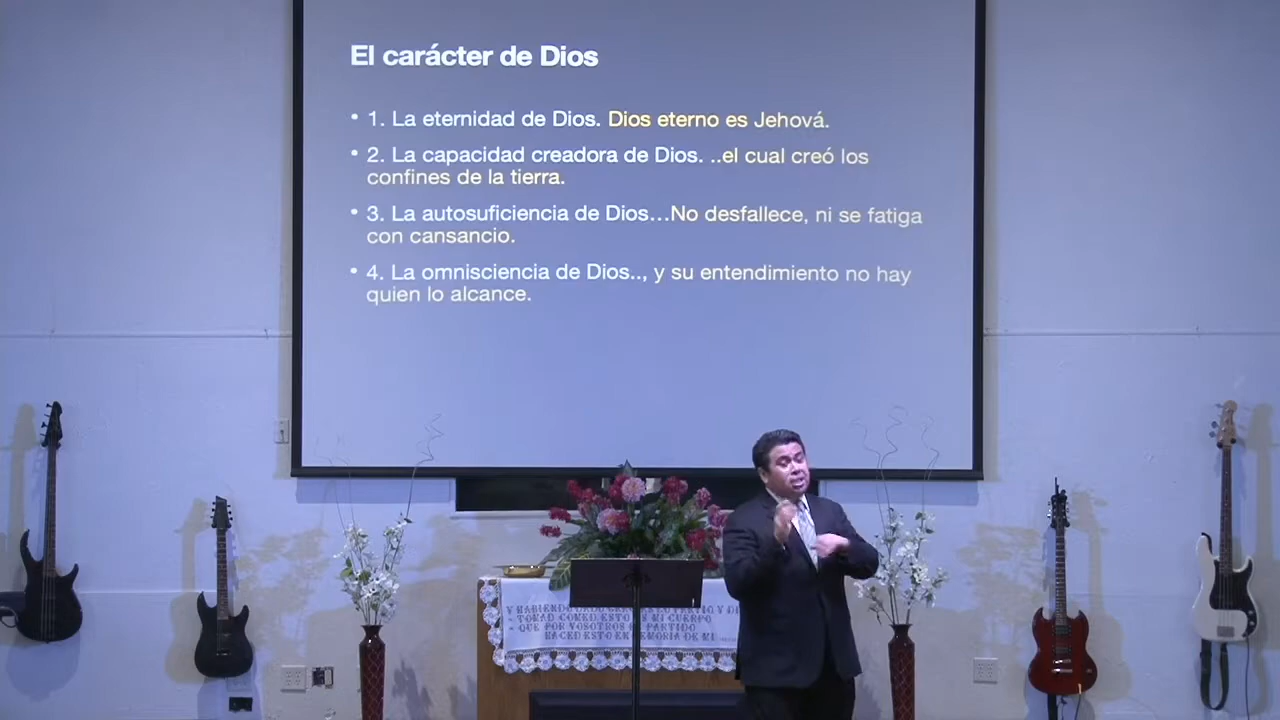 El carácter de Dios
• 1. La eternidad de Dios. Dios eterno es Jehová.
• 2. La capacidad creadora de Dios. ..el cual creó los
confines de la tierra.
• 3. La autosuficiencia de Dios...No desfallece, ni se fatiga
con cansancio.
• 4. La omnisciencia de Dios.., y su entendimiento no hay
quien lo alcance.
Y HABIENDO
TOMAD COMED. ESTO ES MI CUERPO
QUE POR VOSOTROS ES PARTIDO
HACED ESTO EN MEMORIA DE MI